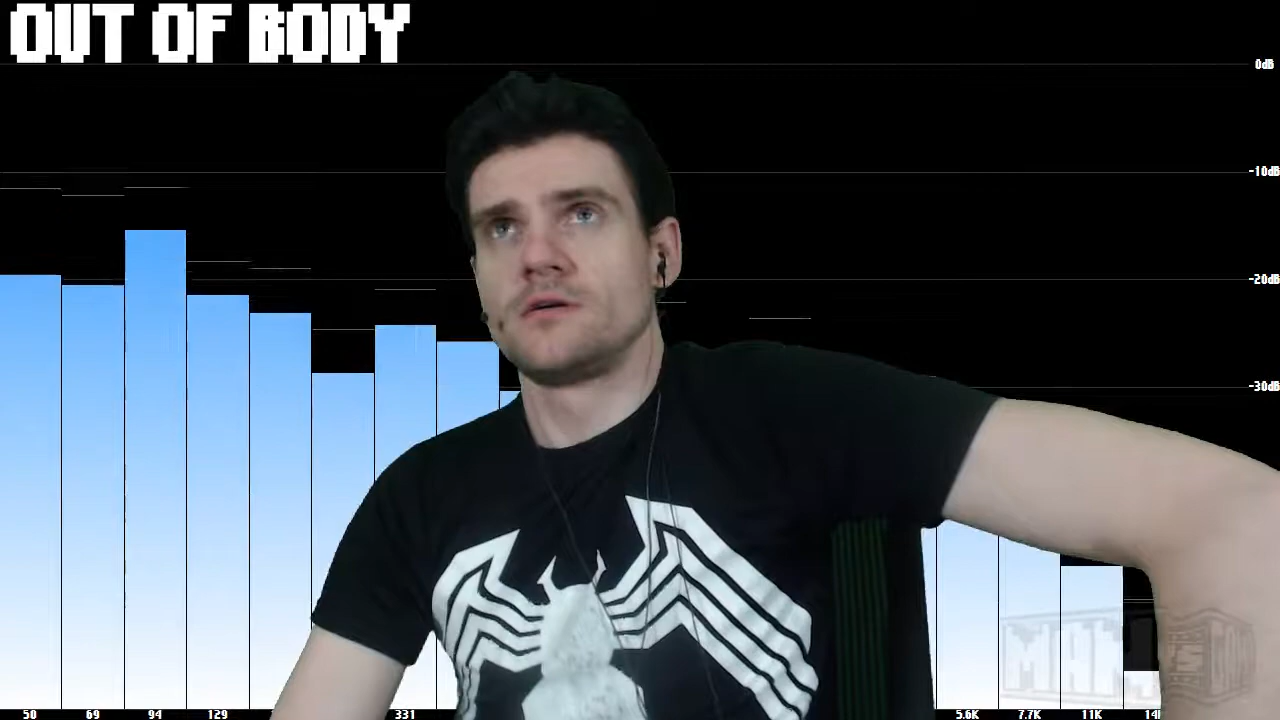 OUT OF BODY
0dB
-10dB
-20dB
-30dB
50 69 94 129 331 5.6K 7.7K 11K